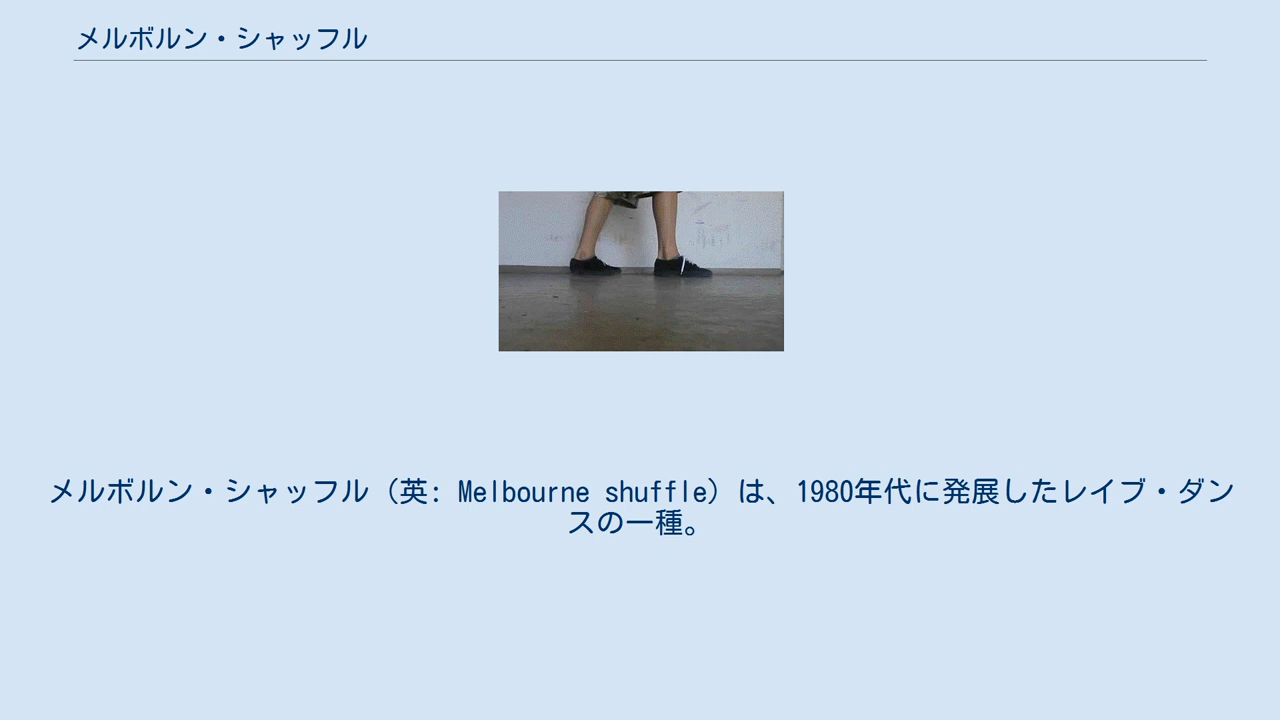 メルボルン・シャッフル
メルボルン・シャッフル（英: Melbourne shuffle）は、1980年代に発展したレイブ・ダン
スの一種。